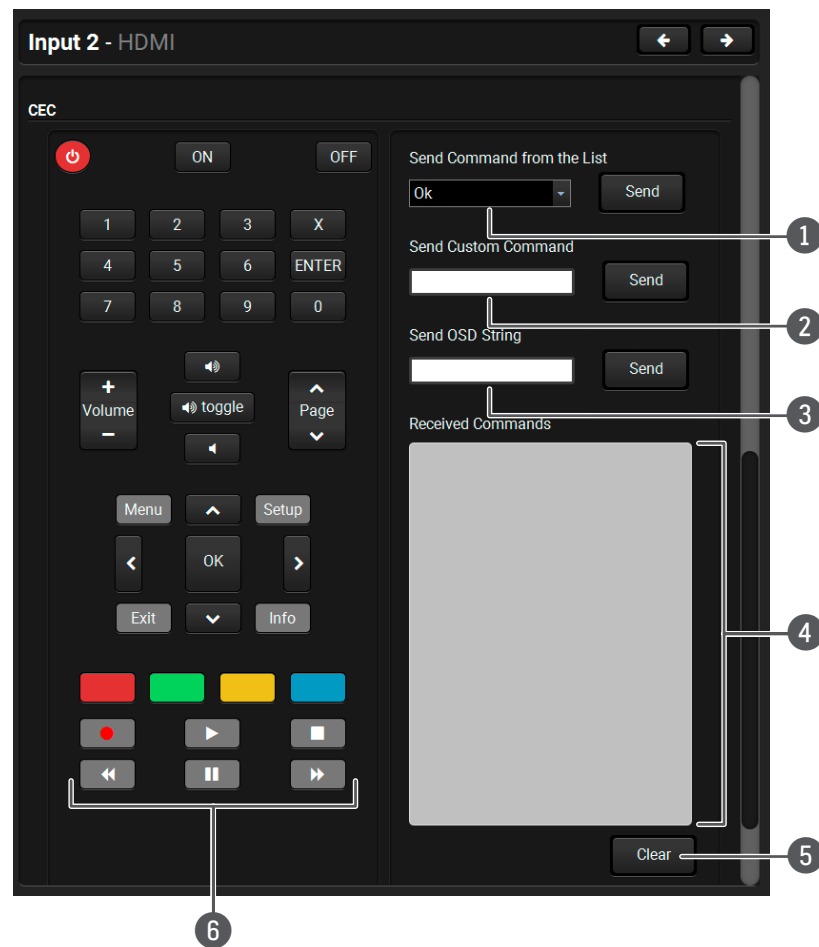 Input 2 - HDMI
CEC
ON OFF
1 2 3 X
4 5 6 ENTER
7 8 9 0
+
Volume
−
toggle
Page
Menu Setup
OK
Exit Info
Send Command from the List
Ok Send
Send Custom Command
Send
Send OSD String
Send
Received Commands
Clear
1
2
3
4
5
6